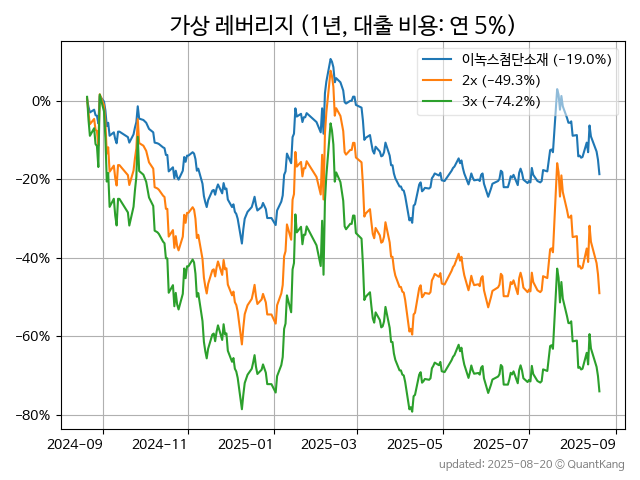 가상 레버리지 (1년, 대출 비용: 연 5%)
이녹스첨단소재 (−19.0%)
2x (−49.3%)
3x (−74.2%)
0%
−20%
−40%
−60%
−80%
2024-09 2024-11 2025-01 2025-03 2025-05 2025-07 2025-09
updated: 2025-08-20 © QuantKang